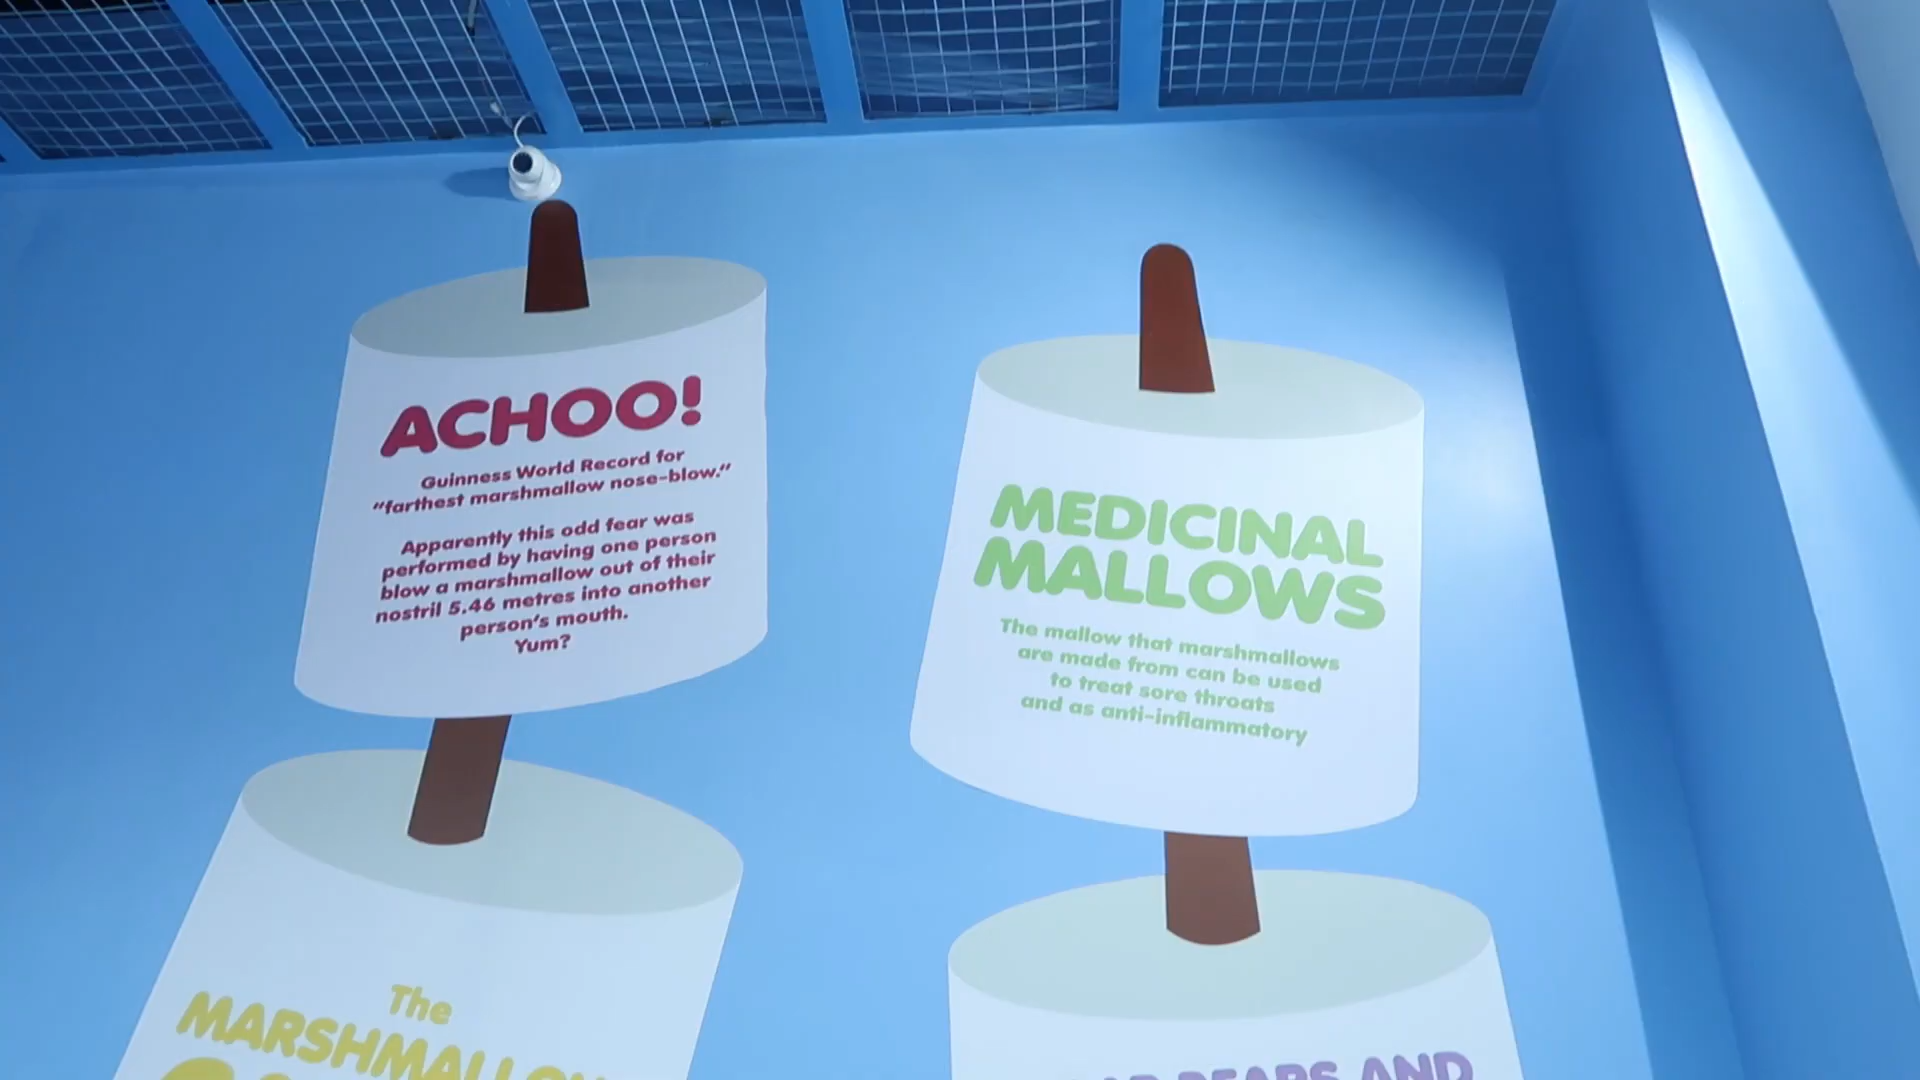 ACHOO!
Guinness World Record for
"farthest marshmallow nose-blow."
Apparently this odd fear was
performed by having one person
blow a marshmallow out of their
nostril 5.46 metres into another
person's mouth.
Yum?
MEDICINAL
MALLOWS
The mallow that marshmallows
are made from can be used
to treat sore throats
and as anti-inflammatory
The
MARSHMALLOW
AND